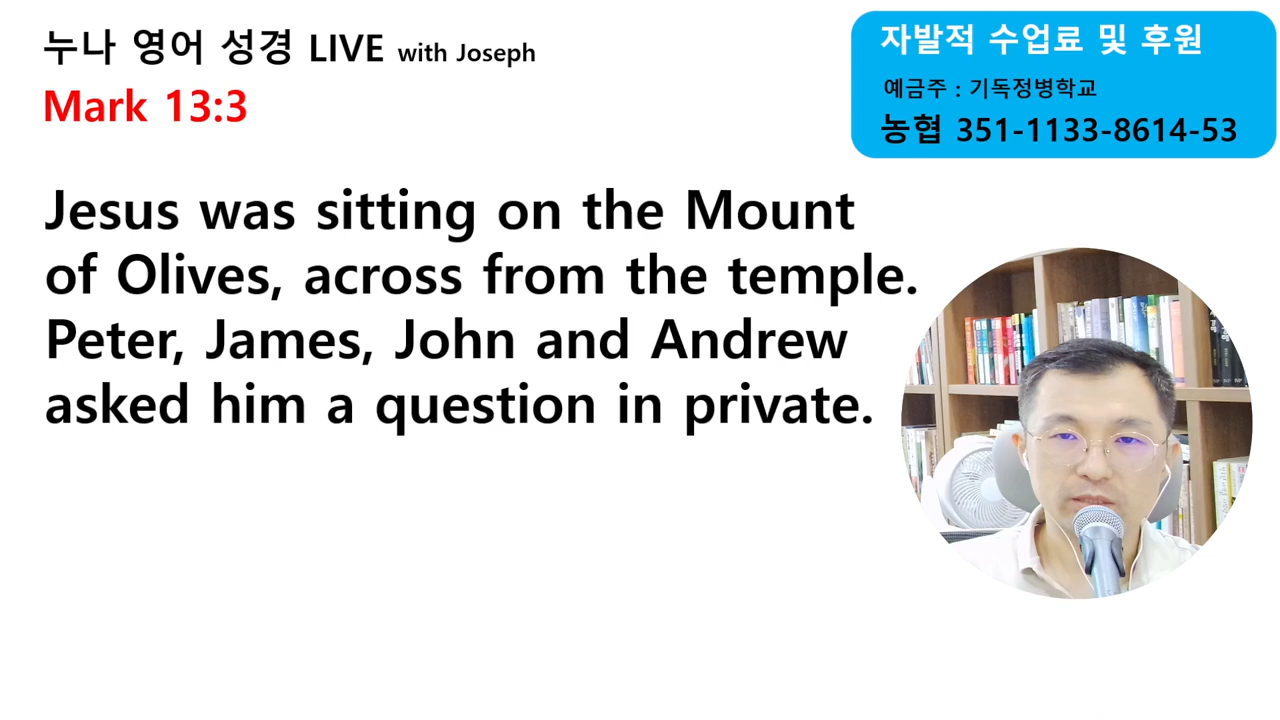 누나 영어 성경 LIVE with Joseph
Mark 13:3
자발적 수업료 및 후원
예금주 : 기독정병학교
농협 351-1133-8614-53
Jesus was sitting on the Mount
of Olives, across from the temple.
Peter, James, John and Andrew
asked him a question in private.